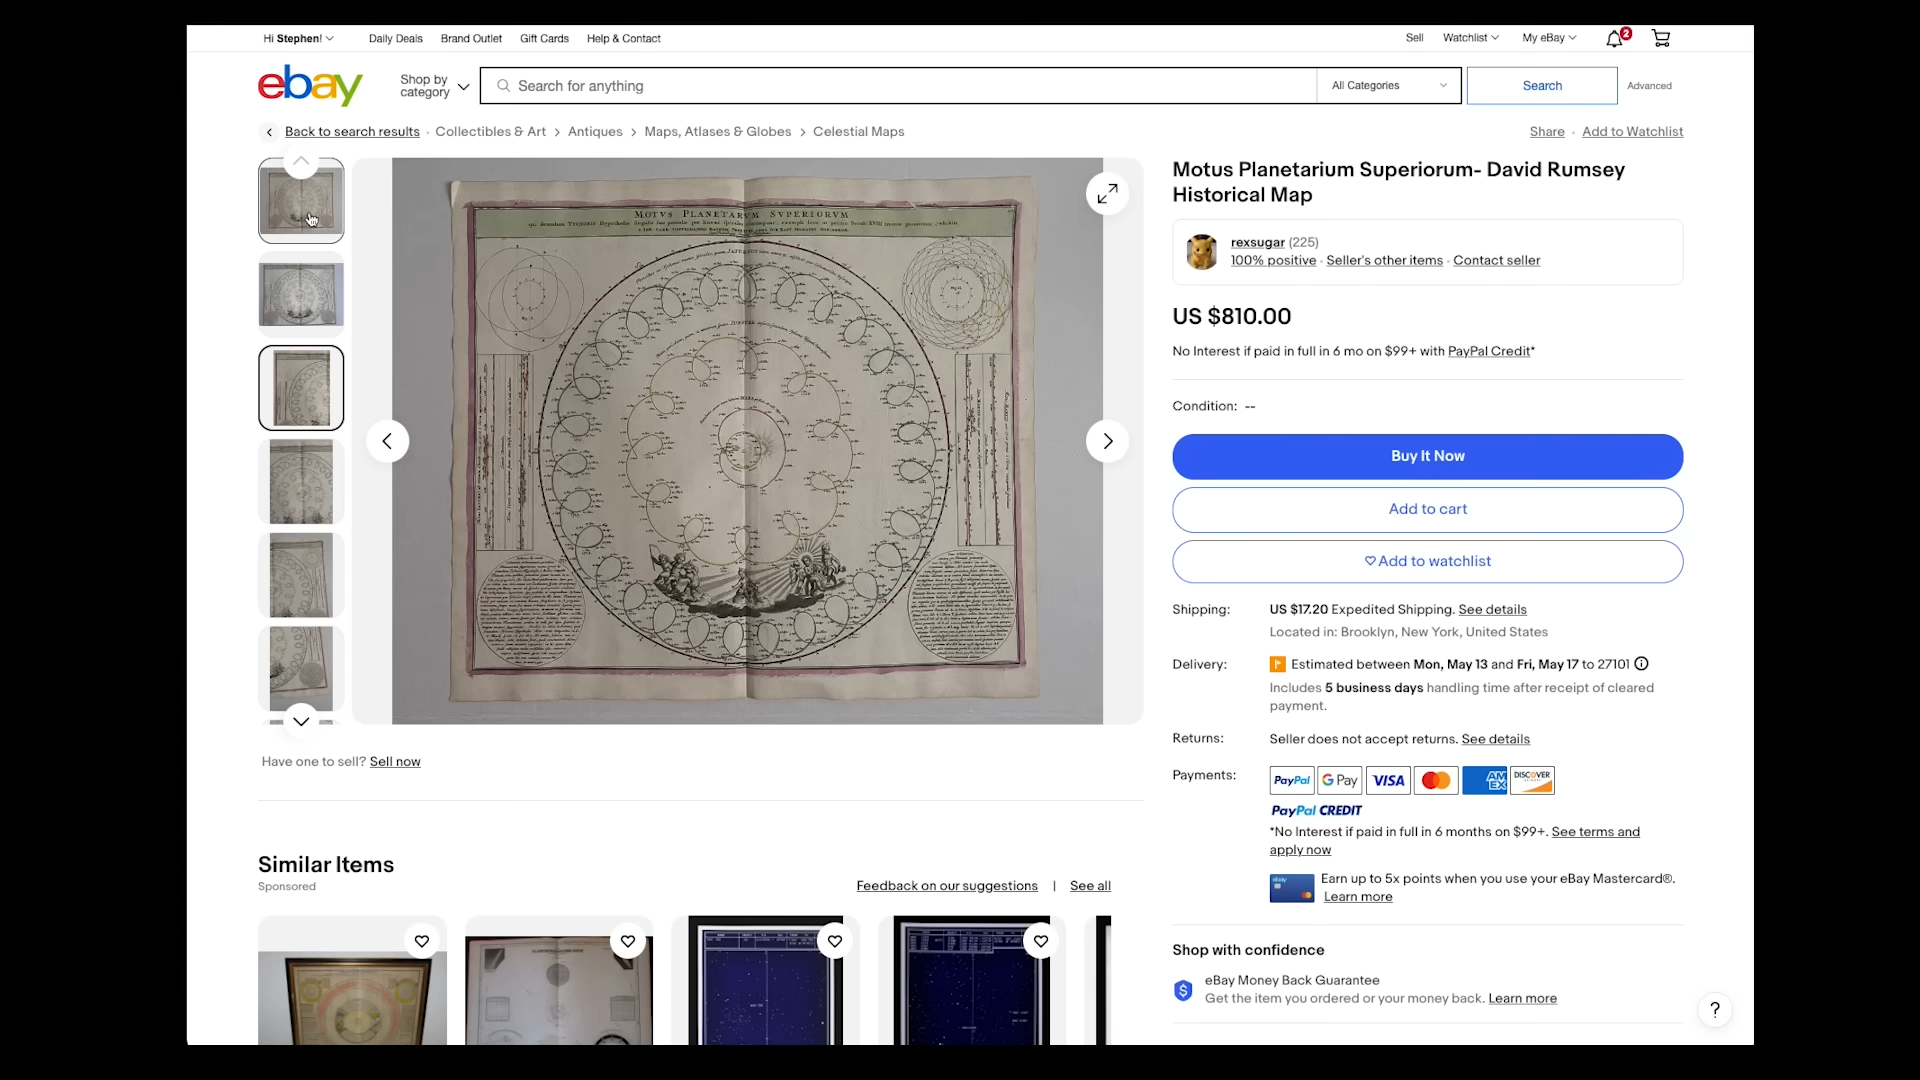 Hi Stephen!
Daily Deals
Brand Outlet
Gift Cards
Help & Contact
Sell
Watchlist
My eBay
2
ebay
Shop by
category
Search for anything
All Categories
Search
Advanced
Back to search results
Collectibles & Art
Antiques
Maps, Atlases & Globes
Celestial Maps
Share
Add to Watchlist
MOTUS PLANETARUM SUPERIORUM
Motus Planetarium Superiorum- David Rumsey
Historical Map
rexsugar (225)
100% positive · Seller's other items · Contact seller
US $810.00
No Interest if paid in full in 6 mo on $99+ with PayPal Credit*
Condition: --
Buy It Now
Add to cart
Add to watchlist
Shipping: US $17.20 Expedited Shipping. See details
Located in: Brooklyn, New York, United States
Delivery: Estimated between Mon, May 13 and Fri, May 17 to 27101
Includes 5 business days handling time after receipt of cleared
payment.
Returns: Seller does not accept returns. See details
Payments: PayPal G Pay VISA AM EX DISCOVER
PayPal CREDIT
*No Interest if paid in full in 6 months on $99+. See terms and
apply now
ebay
Earn up to 5x points when you use your eBay Mastercard®.
Learn more
Shop with confidence
eBay Money Back Guarantee
Get the item you ordered or your money back. Learn more
?
Have one to sell? Sell now
Similar Items
Sponsored
Feedback on our suggestions | See all